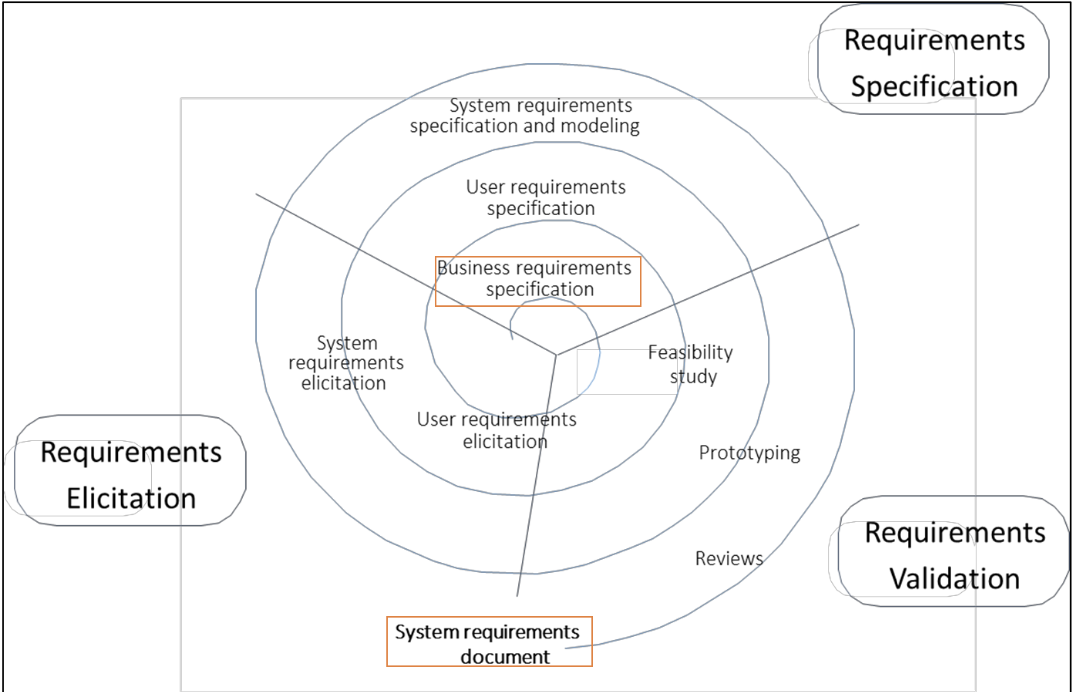 Requirements
Specification
System requirements
specification and modeling
User requirements
specification
Business requirements
specification
System
requirements
elicitation
Feasibility
study
User requirements
elicitation
Requirements
Elicitation
Prototyping
Requirements
Validation
Reviews
System requirements
document